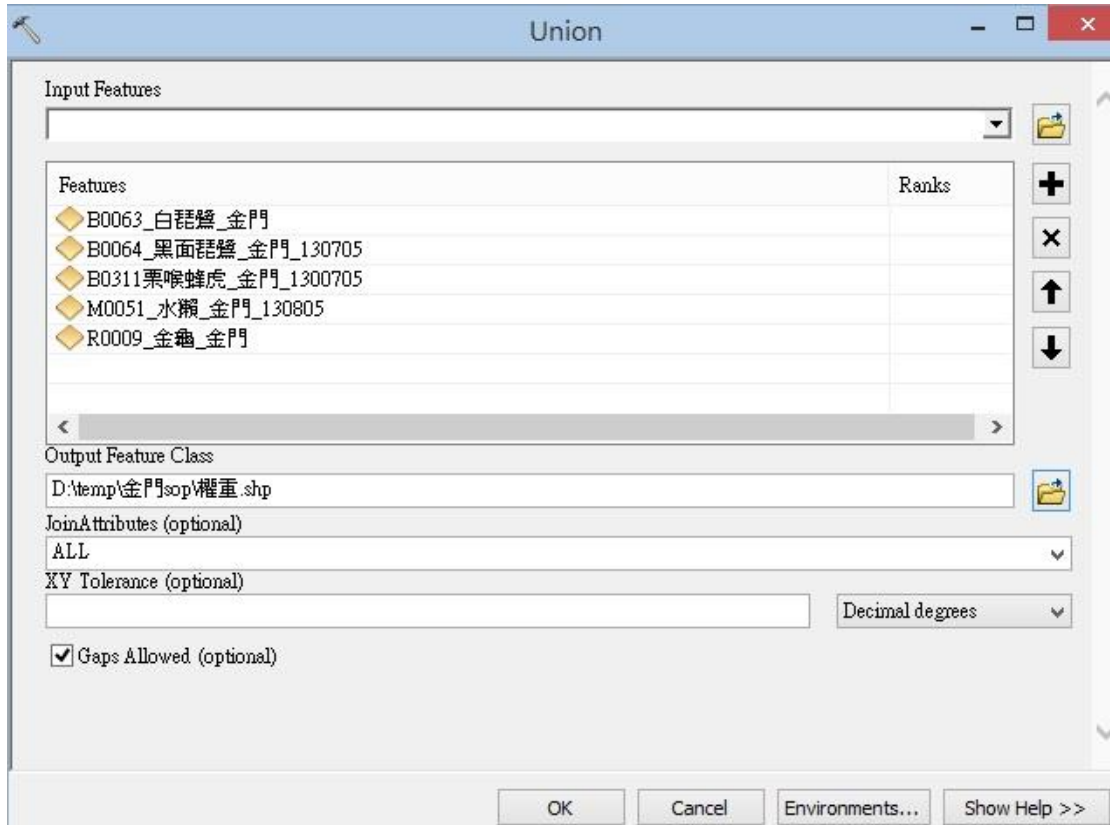 Union
Input Features
Features Ranks
B0063_白琵鷺_金門
B0064_黑面琵鷺_金門_130705
B0311栗喉蜂虎_金門_1300705
M0051_水獺_金門_130805
R0009_金龜_金門
Output Feature Class
D:\temp\金門sop\權重.shp
JoinAttributes (optional)
ALL
XY Tolerance (optional)
Decimal degrees
Gaps Allowed (optional)
OK Cancel Environments... Show Help >>